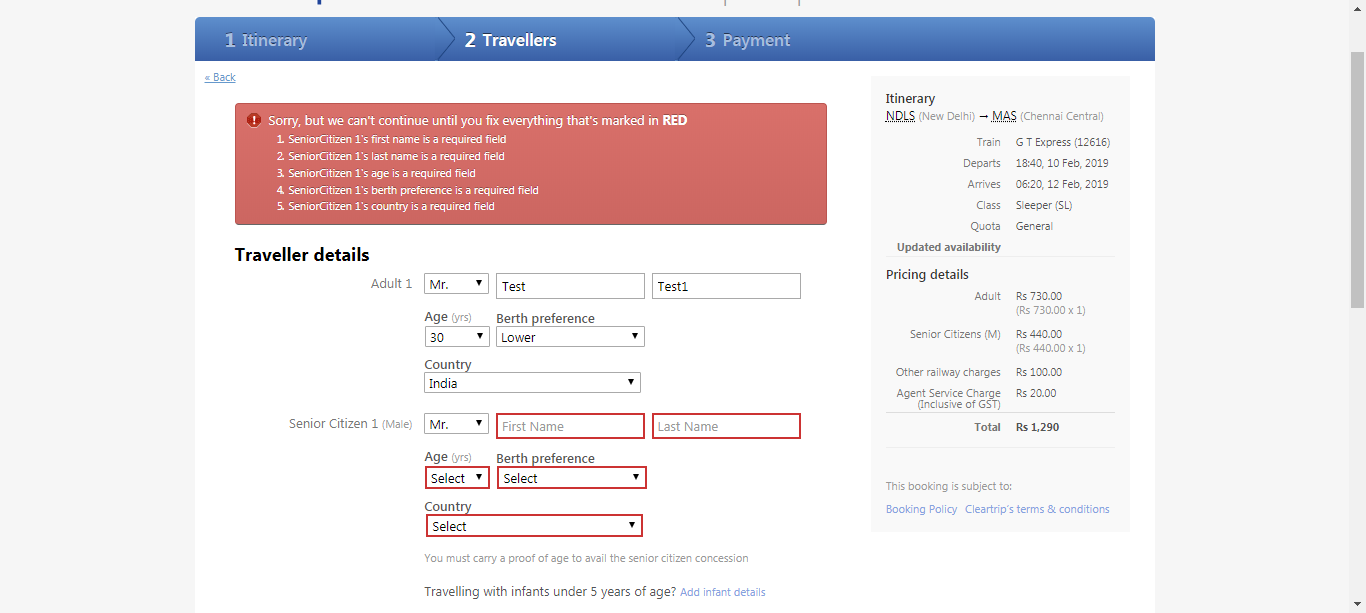 1 Itinerary
2 Travellers
3 Payment
« Back
Sorry, but we can't continue until you fix everything that's marked in RED
1. SeniorCitizen 1's first name is a required field
2. SeniorCitizen 1's last name is a required field
3. SeniorCitizen 1's age is a required field
4. SeniorCitizen 1's berth preference is a required field
5. SeniorCitizen 1's country is a required field
Traveller details
Adult 1 Mr. Test Test1
Age (yrs) Berth preference
30 Lower
Country
India
Senior Citizen 1 (Male) Mr. First Name Last Name
Age (yrs) Berth preference
Select Select
Country
Select
You must carry a proof of age to avail the senior citizen concession
Travelling with infants under 5 years of age? Add infant details
Itinerary
NDLS (New Delhi) → MAS (Chennai Central)
Train G T Express (12616)
Departs 18:40, 10 Feb, 2019
Arrives 06:20, 12 Feb, 2019
Class Sleeper (SL)
Quota General
Updated availability
Pricing details
Adult Rs 730.00
(Rs 730.00 x 1)
Senior Citizens (M) Rs 440.00
(Rs 440.00 x 1)
Other railway charges Rs 100.00
Agent Service Charge Rs 20.00
(Inclusive of GST)
Total Rs 1,290
This booking is subject to:
Booking Policy Cleartrip's terms & conditions